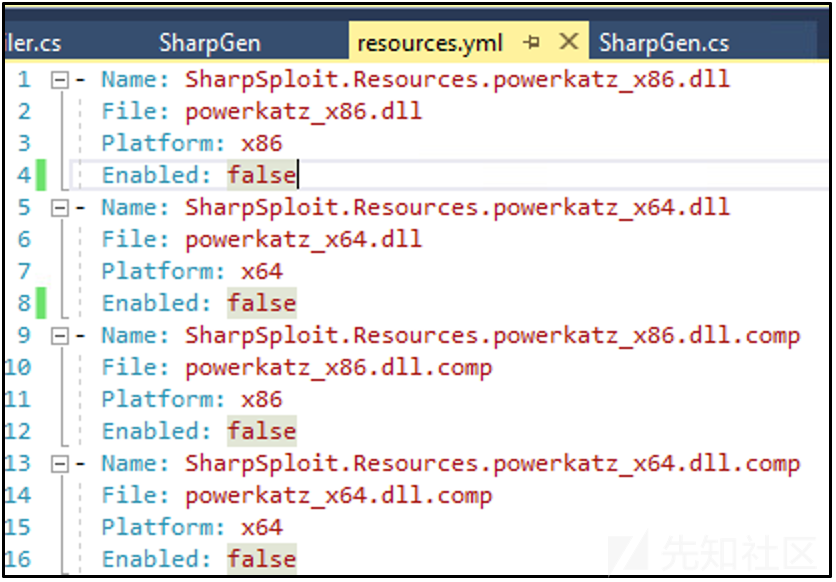 ler.cs SharpGen resources.yml SharpGen.cs
1 - Name: SharpSploit.Resources.powerkatz_x86.dll
2 File: powerkatz_x86.dll
3 Platform: x86
4 Enabled: false
5 - Name: SharpSploit.Resources.powerkatz_x64.dll
6 File: powerkatz_x64.dll
7 Platform: x64
8 Enabled: false
9 - Name: SharpSploit.Resources.powerkatz_x86.dll.comp
10 File: powerkatz_x86.dll.comp
11 Platform: x86
12 Enabled: false
13 - Name: SharpSploit.Resources.powerkatz_x64.dll.comp
14 File: powerkatz_x64.dll.comp
15 Platform: x64
16 Enabled: false
先知社区